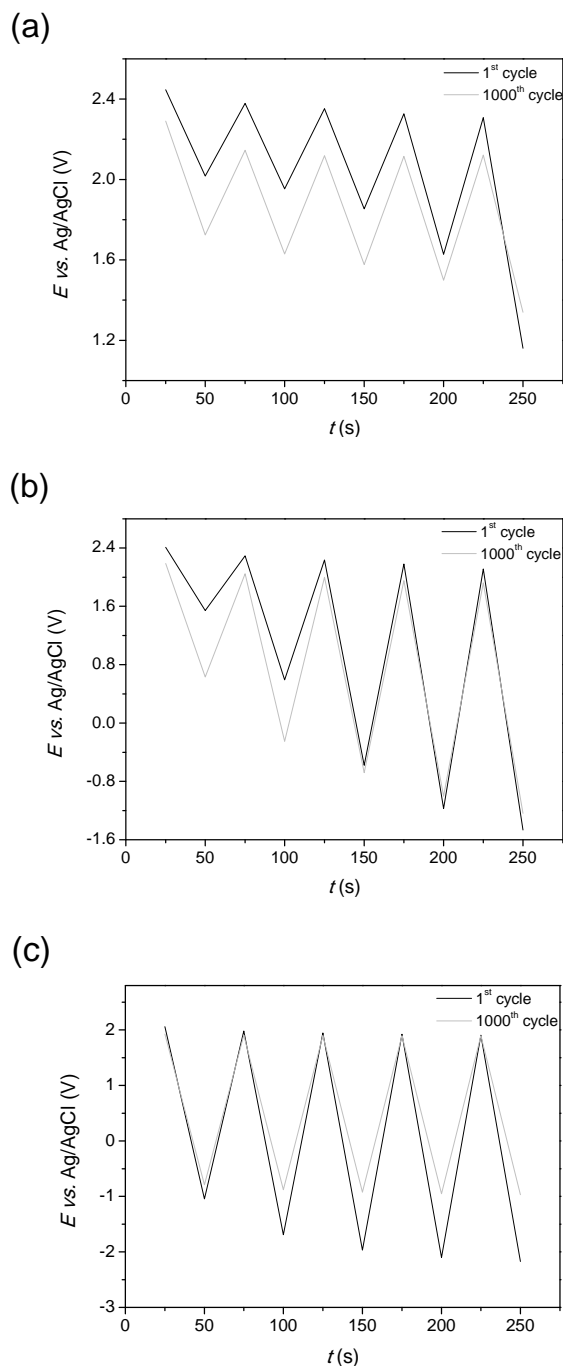 (a)
1st cycle
1000th cycle
2.4
2.0
1.6
1.2
E vs. Ag/AgCl (V)
0 50 100 150 200 250
t (s)
(b)
1st cycle
1000th cycle
2.4
1.6
0.8
0.0
-0.8
-1.6
E vs. Ag/AgCl (V)
0 50 100 150 200 250
t (s)
(c)
1st cycle
1000th cycle
2
1
0
-1
-2
-3
E vs. Ag/AgCl (V)
0 50 100 150 200 250
t (s)